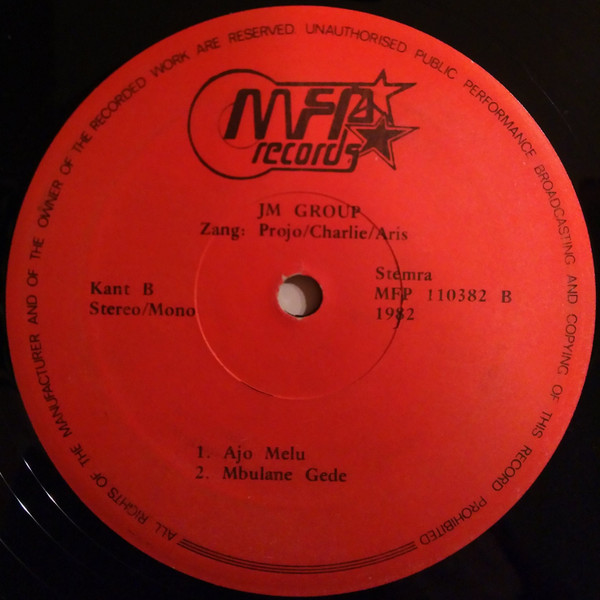 ALL RIGHTS OF THE MANUFACTURER AND OF THE OWNER OF THE RECORDED WORK ARE RESERVED. UNAUTHORISED PUBLIC PERFORMANCE BROADCASTING AND COPYING OF THIS RECORD PROHIBITED
MFP
records
JM GROUP
Zang: Projo/Charlie/Aris
Kant B
Stereo/Mono
Stemra
MFP 110382 B
1982
1. Ajo Melu
2. Mbulane Gede